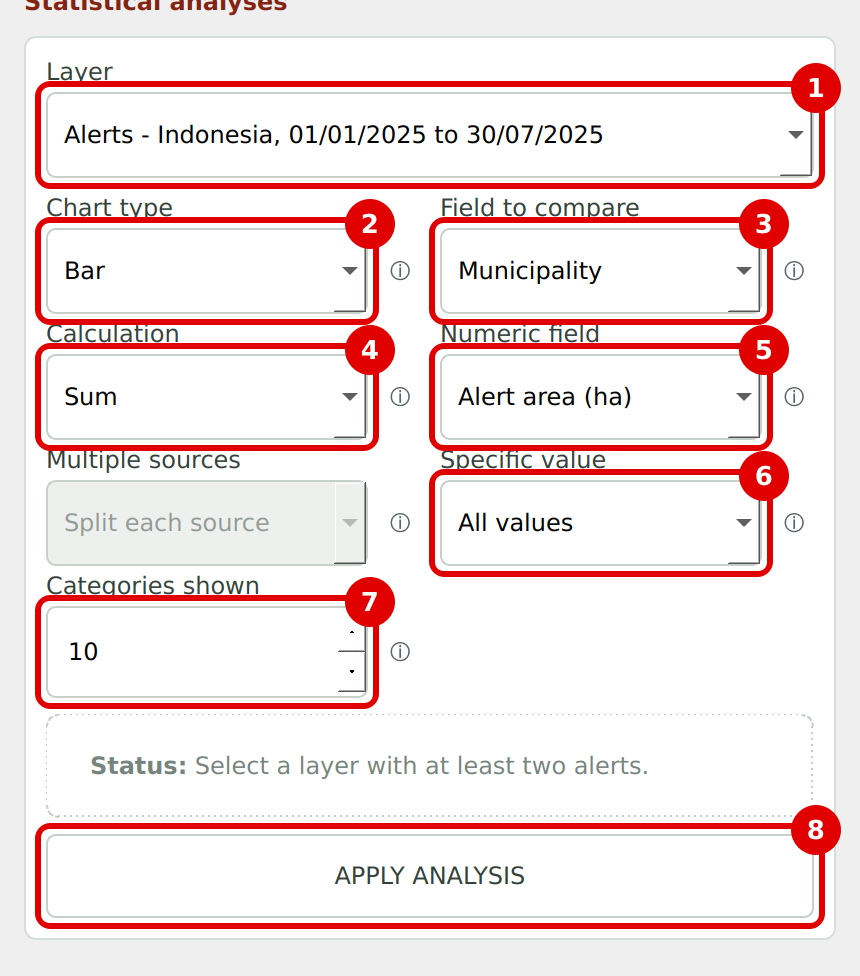 Statistical analyses
Layer
1
Alerts - Indonesia, 01/01/2025 to 30/07/2025
Chart type
2
Field to compare
3
Bar
ⓘ
Municipality
ⓘ
Calculation
4
Numeric field
5
Sum
ⓘ
Alert area (ha)
ⓘ
Multiple sources
Specific value
6
Split each source
ⓘ
All values
ⓘ
Categories shown
7
10
ⓘ
Status: Select a layer with at least two alerts.
8
APPLY ANALYSIS